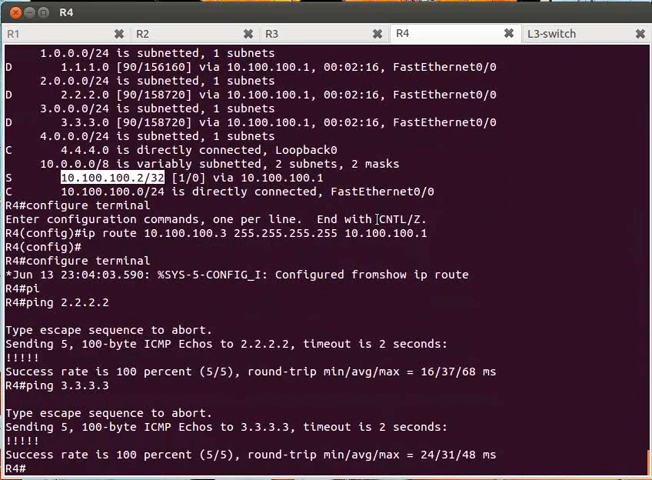 R4
R1
R2
R3
R4
L3-switch
1.0.0.0/24 is subnetted, 1 subnets
D 1.1.1.0 [90/156160] via 10.100.100.1, 00:02:16, FastEthernet0/0
2.0.0.0/24 is subnetted, 1 subnets
D 2.2.2.0 [90/158720] via 10.100.100.1, 00:02:16, FastEthernet0/0
3.0.0.0/24 is subnetted, 1 subnets
D 3.3.3.0 [90/158720] via 10.100.100.1, 00:02:16, FastEthernet0/0
4.0.0.0/24 is subnetted, 1 subnets
C 4.4.4.0 is directly connected, Loopback0
10.0.0.0/8 is variably subnetted, 2 subnets, 2 masks
S 10.100.100.2/32 [1/0] via 10.100.100.1
C 10.100.100.0/24 is directly connected, FastEthernet0/0
R4#configure terminal
Enter configuration commands, one per line. End with CNTL/Z.
R4(config)#ip route 10.100.100.3 255.255.255.255 10.100.100.1
R4(config)#
R4#configure terminal
*Jun 13 23:04:03.590: %SYS-5-CONFIG_I: Configured fromshow ip route
R4#pi
R4#ping 2.2.2.2
Type escape sequence to abort.
Sending 5, 100-byte ICMP Echos to 2.2.2.2, timeout is 2 seconds:
!!!!!
Success rate is 100 percent (5/5), round-trip min/avg/max = 16/37/68 ms
R4#ping 3.3.3.3
Type escape sequence to abort.
Sending 5, 100-byte ICMP Echos to 3.3.3.3, timeout is 2 seconds:
!!!!!
Success rate is 100 percent (5/5), round-trip min/avg/max = 24/31/48 ms
R4#